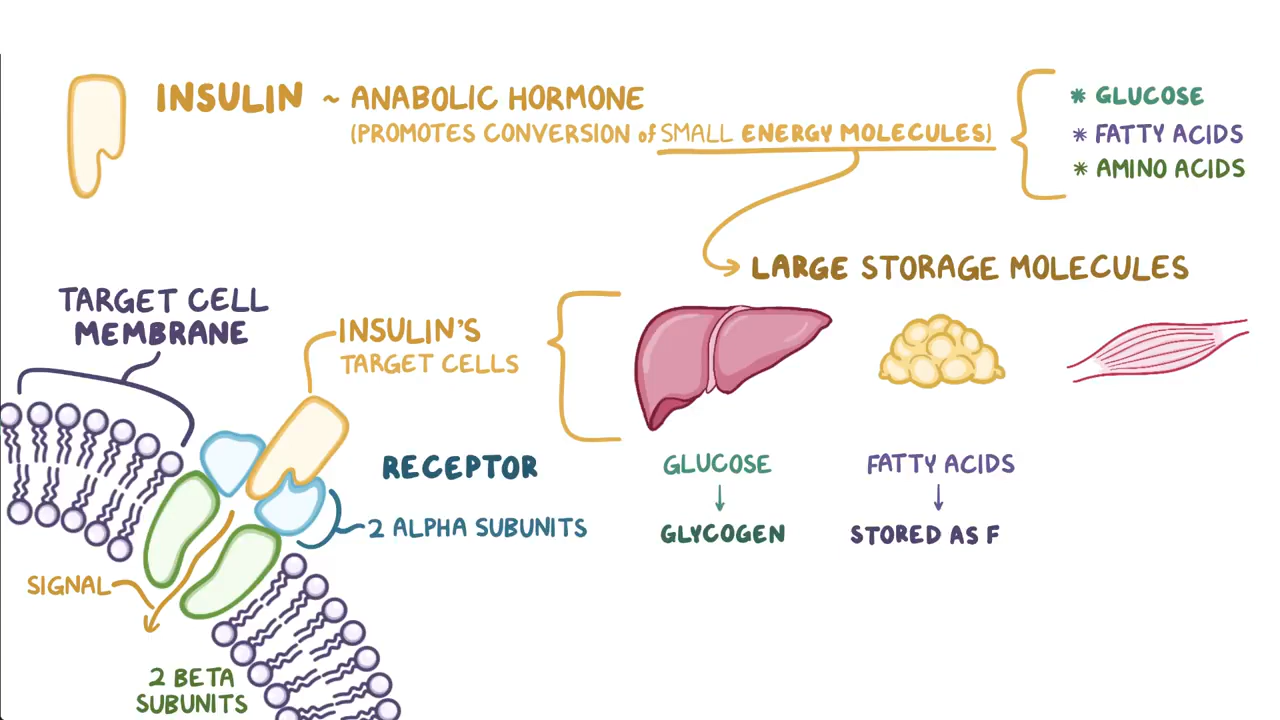 INSULIN ~ ANABOLIC HORMONE
(PROMOTES CONVERSION of SMALL ENERGY MOLECULES)
* GLUCOSE
* FATTY ACIDS
* AMINO ACIDS
LARGE STORAGE MOLECULES
TARGET CELL
MEMBRANE
INSULIN'S
TARGET CELLS
RECEPTOR
2 ALPHA SUBUNITS
GLUCOSE
GLYCOGEN
FATTY ACIDS
STORED AS F
SIGNAL
2 BETA
SUBUNITS